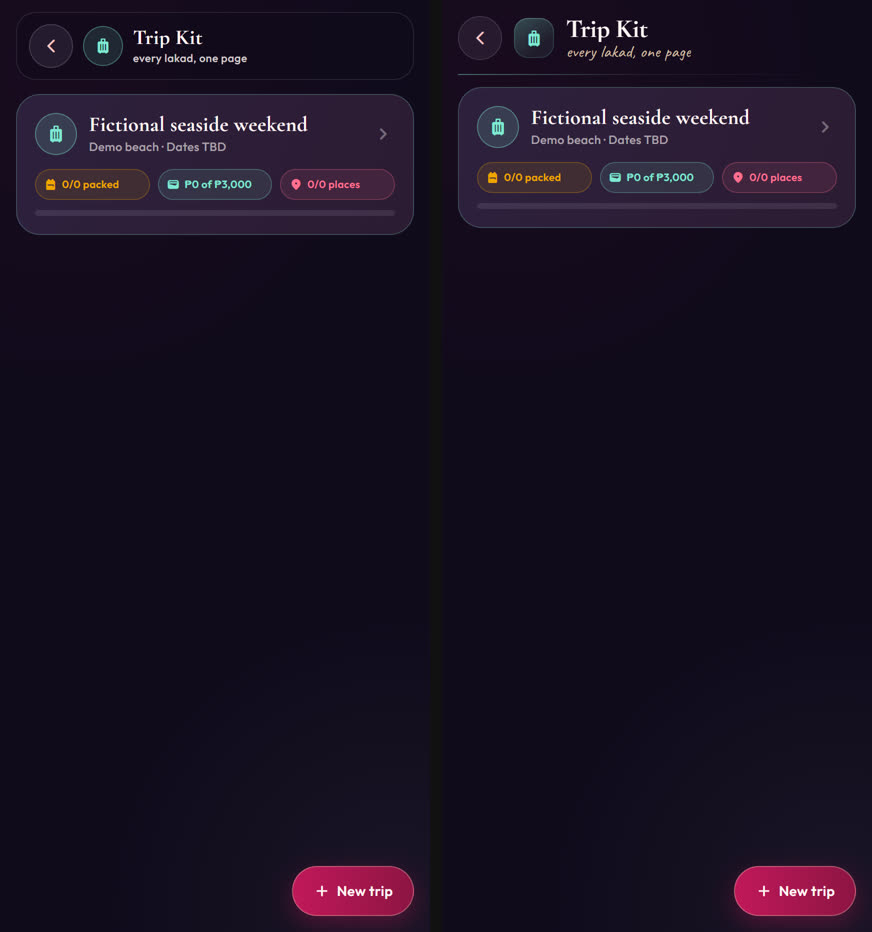 Trip Kit
every lakad, one page
Fictional seaside weekend
Demo beach · Dates TBD
0/0 packed
₱0 of ₱3,000
0/0 places
+ New trip
Trip Kit
every lakad, one page
Fictional seaside weekend
Demo beach · Dates TBD
0/0 packed
₱0 of ₱3,000
0/0 places
+ New trip